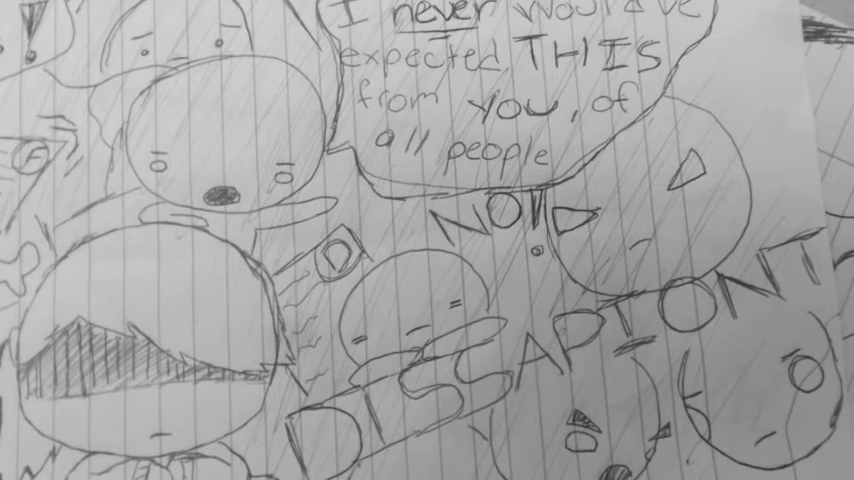 I never would've
expected THIS
from you, of
all people
NO!
DISSAPIONT